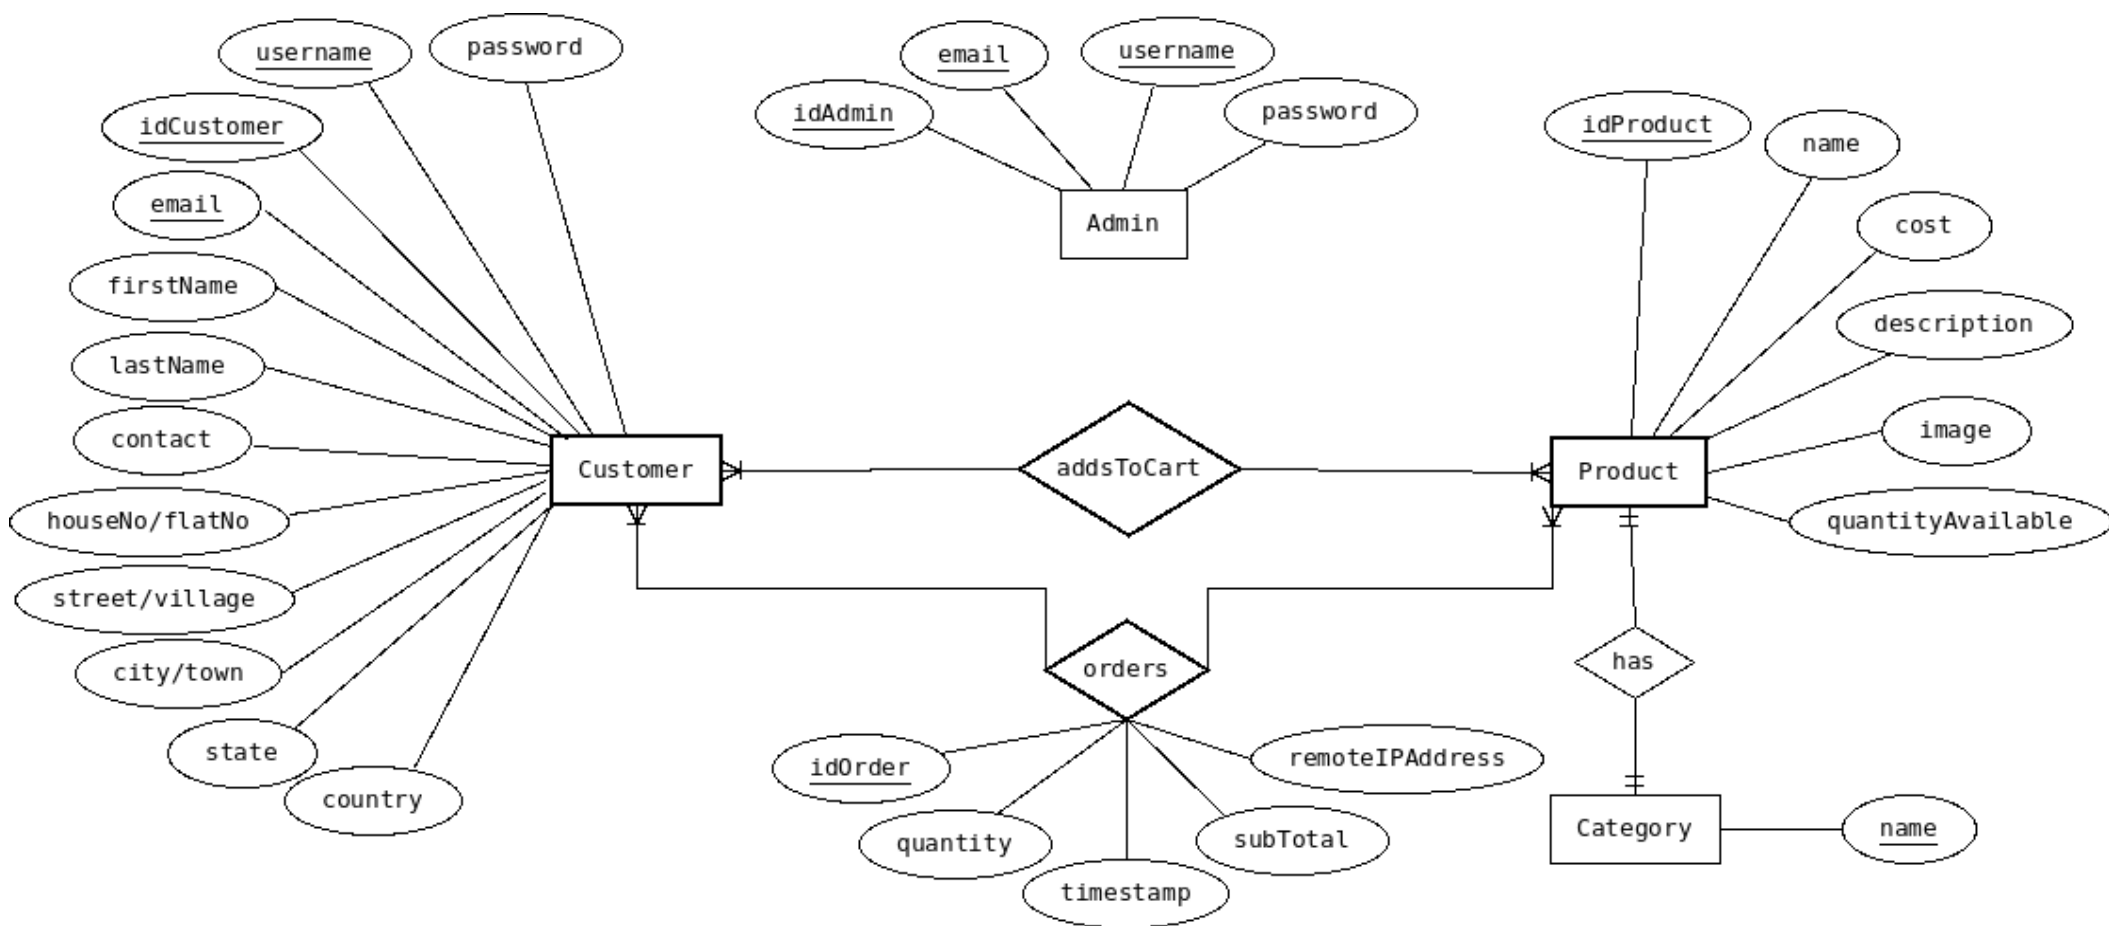 username
password
idCustomer
email
firstName
lastName
contact
houseNo/flatNo
street/village
city/town
state
country
Customer
idAdmin
email
username
password
Admin
addsToCart
orders
idOrder
quantity
timestamp
subTotal
remoteIPAddress
idProduct
name
cost
description
image
quantityAvailable
Product
has
Category
name